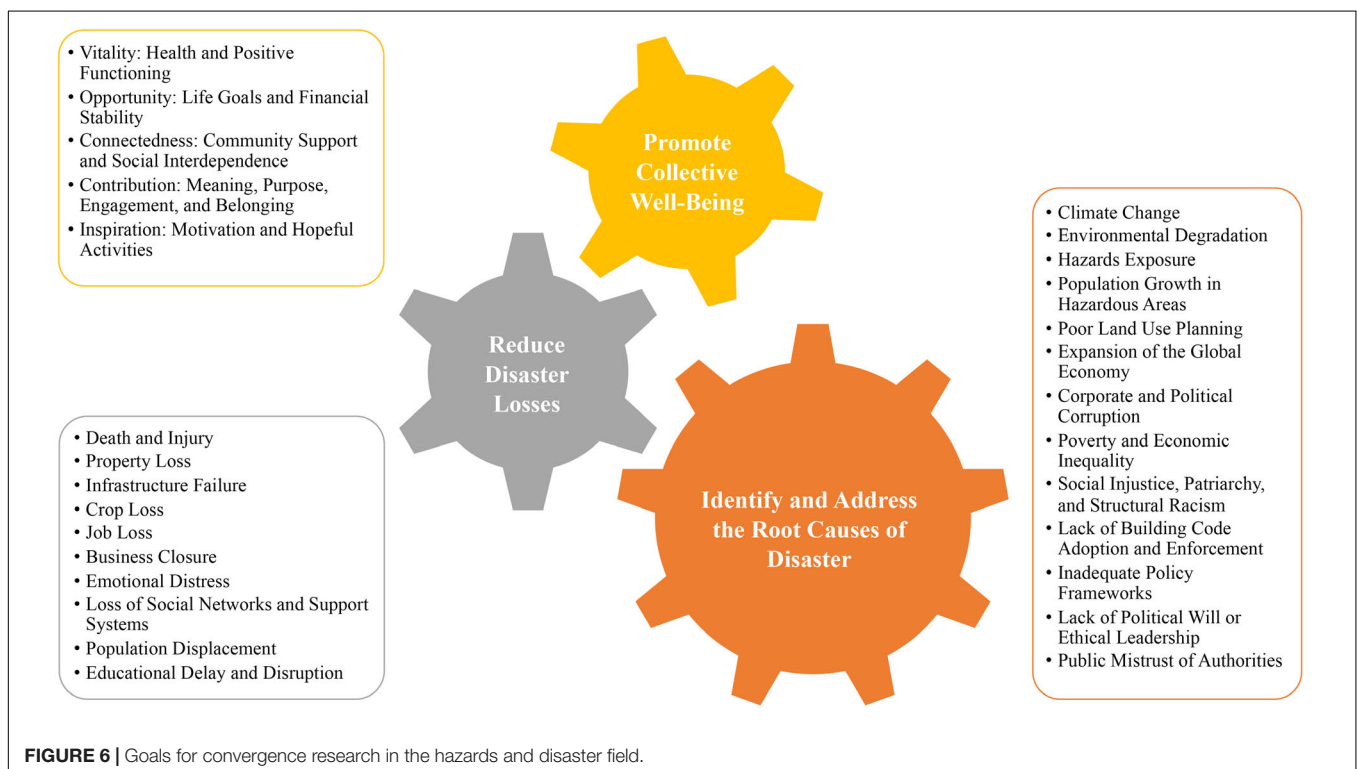 • Vitality: Health and Positive
Functioning
• Opportunity: Life Goals and Financial
Stability
• Connectedness: Community Support
and Social Interdependence
• Contribution: Meaning, Purpose,
Engagement, and Belonging
• Inspiration: Motivation and Hopeful
Activities
Promote
Collective
Well-Being
Reduce
Disaster
Losses
• Death and Injury
• Property Loss
• Infrastructure Failure
• Crop Loss
• Job Loss
• Business Closure
• Emotional Distress
• Loss of Social Networks and Support
Systems
• Population Displacement
• Educational Delay and Disruption
Identify and Address
the Root Causes of
Disaster
• Climate Change
• Environmental Degradation
• Hazards Exposure
• Population Growth in
Hazardous Areas
• Poor Land Use Planning
• Expansion of the Global
Economy
• Corporate and Political
Corruption
• Poverty and Economic
Inequality
• Social Injustice, Patriarchy,
and Structural Racism
• Lack of Building Code
Adoption and Enforcement
• Inadequate Policy
Frameworks
• Lack of Political Will or
Ethical Leadership
• Public Mistrust of Authorities
FIGURE 6 | Goals for convergence research in the hazards and disaster field.